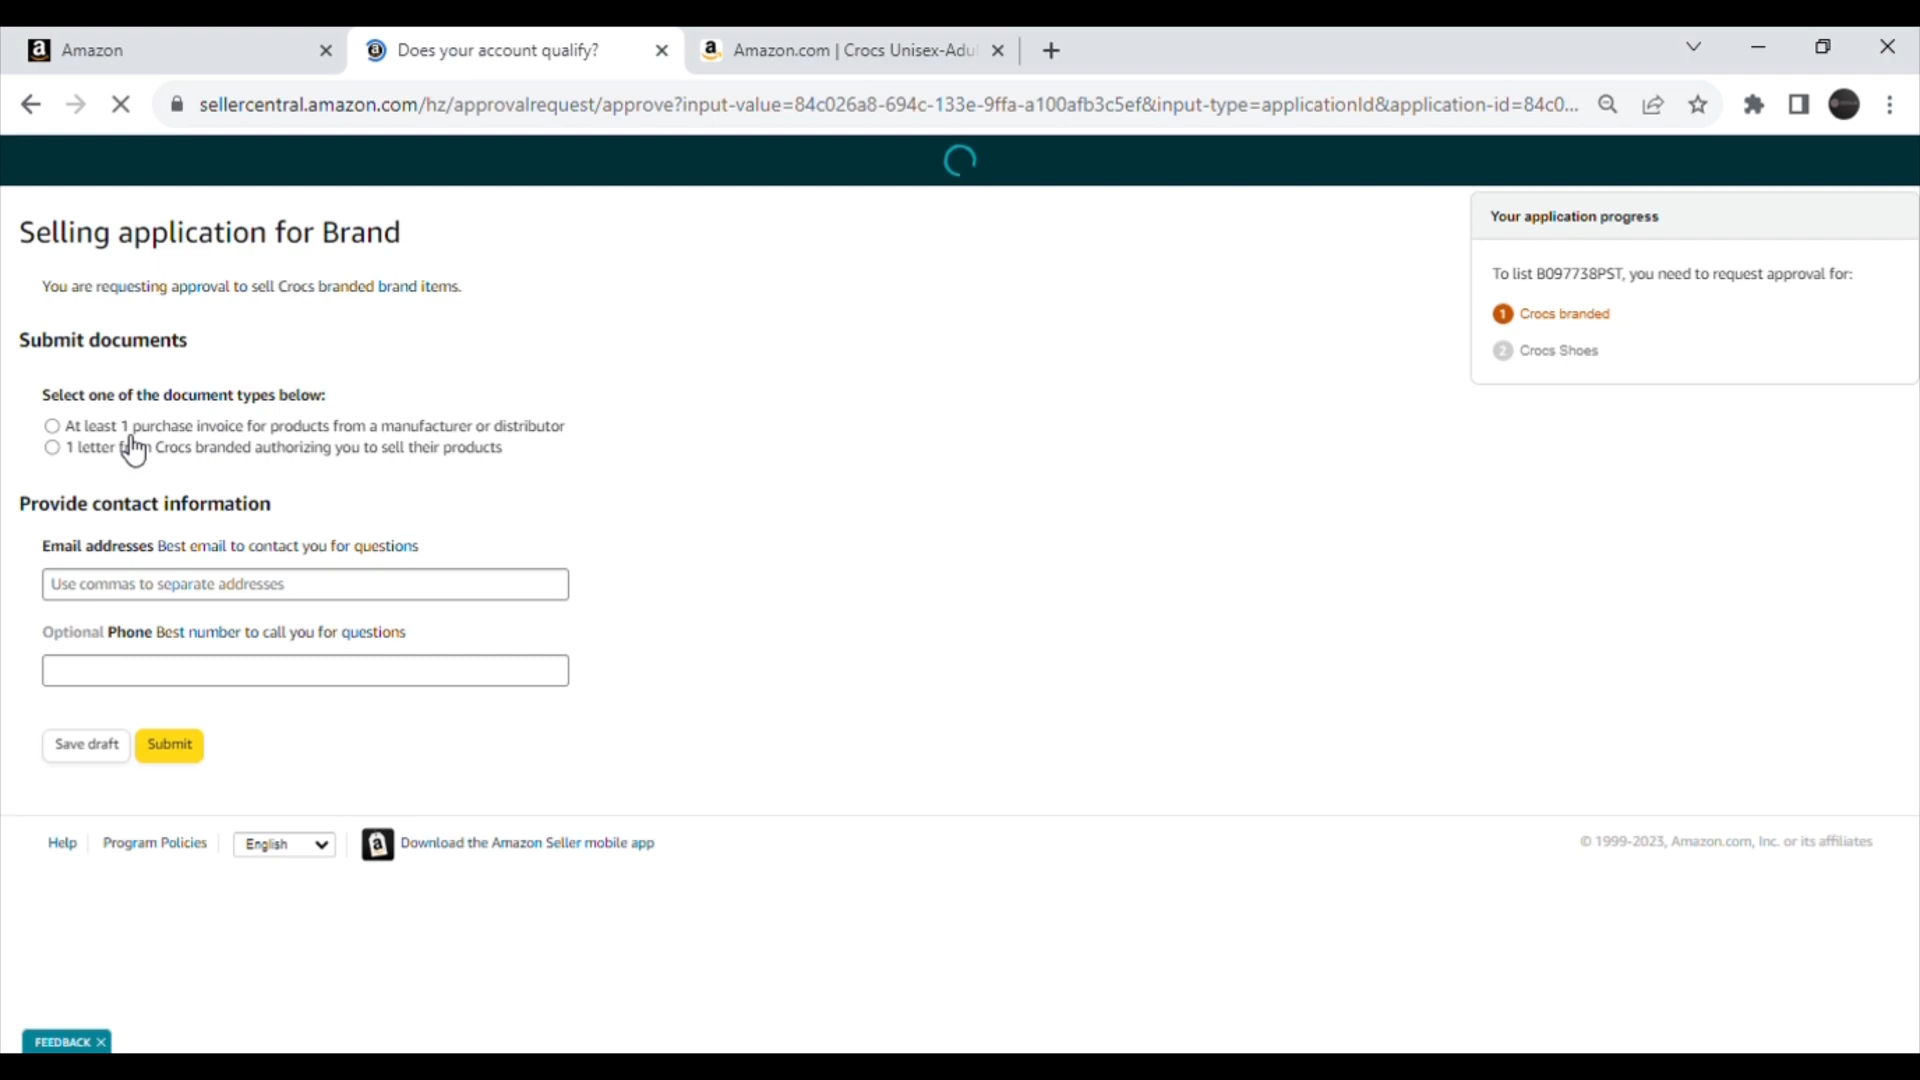 Amazon
Does your account qualify?
Amazon.com | Crocs Unisex-Adu
sellercentral.amazon.com/hz/approvalrequest/approve?input-value=84c026a8-694c-133e-9ffa-a100afb3c5ef&input-type=applicationId&application-id=84c0...
Selling application for Brand
You are requesting approval to sell Crocs branded brand items.
Submit documents
Select one of the document types below:
At least 1 purchase invoice for products from a manufacturer or distributor
1 letter from Crocs branded authorizing you to sell their products
Provide contact information
Email addresses Best email to contact you for questions
Use commas to separate addresses
Optional Phone Best number to call you for questions
Save draft
Submit
Your application progress
To list B097738PST, you need to request approval for:
1 Crocs branded
2 Crocs Shoes
Help
Program Policies
English
Download the Amazon Seller mobile app
© 1999-2023, Amazon.com, Inc. or its affiliates
FEEDBACK X